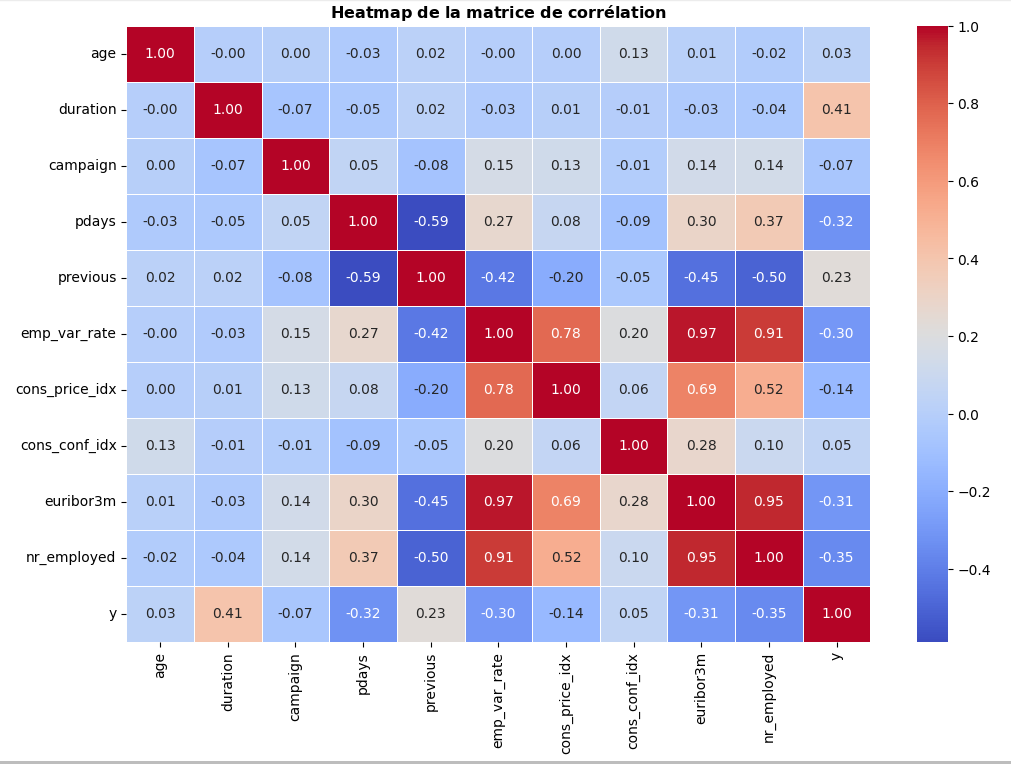 Heatmap de la matrice de corrélation
age 1.00 -0.00 0.00 -0.03 0.02 -0.00 0.00 0.13 0.01 -0.02 0.03
duration -0.00 1.00 -0.07 -0.05 0.02 -0.03 0.01 -0.01 -0.03 -0.04 0.41
campaign 0.00 -0.07 1.00 0.05 -0.08 0.15 0.13 -0.01 0.14 0.14 -0.07
pdays -0.03 -0.05 0.05 1.00 -0.59 0.27 0.08 -0.09 0.30 0.37 -0.32
previous 0.02 0.02 -0.08 -0.59 1.00 -0.42 -0.20 -0.05 -0.45 -0.50 0.23
emp_var_rate -0.00 -0.03 0.15 0.27 -0.42 1.00 0.78 0.20 0.97 0.91 -0.30
cons_price_idx 0.00 0.01 0.13 0.08 -0.20 0.78 1.00 0.06 0.69 0.52 -0.14
cons_conf_idx 0.13 -0.01 -0.01 -0.09 -0.05 0.20 0.06 1.00 0.28 0.10 0.05
euribor3m 0.01 -0.03 0.14 0.30 -0.45 0.97 0.69 0.28 1.00 0.95 -0.31
nr_employed -0.02 -0.04 0.14 0.37 -0.50 0.91 0.52 0.10 0.95 1.00 -0.35
y 0.03 0.41 -0.07 -0.32 0.23 -0.30 -0.14 0.05 -0.31 -0.35 1.00
age duration campaign pdays previous emp_var_rate cons_price_idx cons_conf_idx euribor3m nr_employed y
1.0
0.8
0.6
0.4
0.2
0.0
−0.2
−0.4